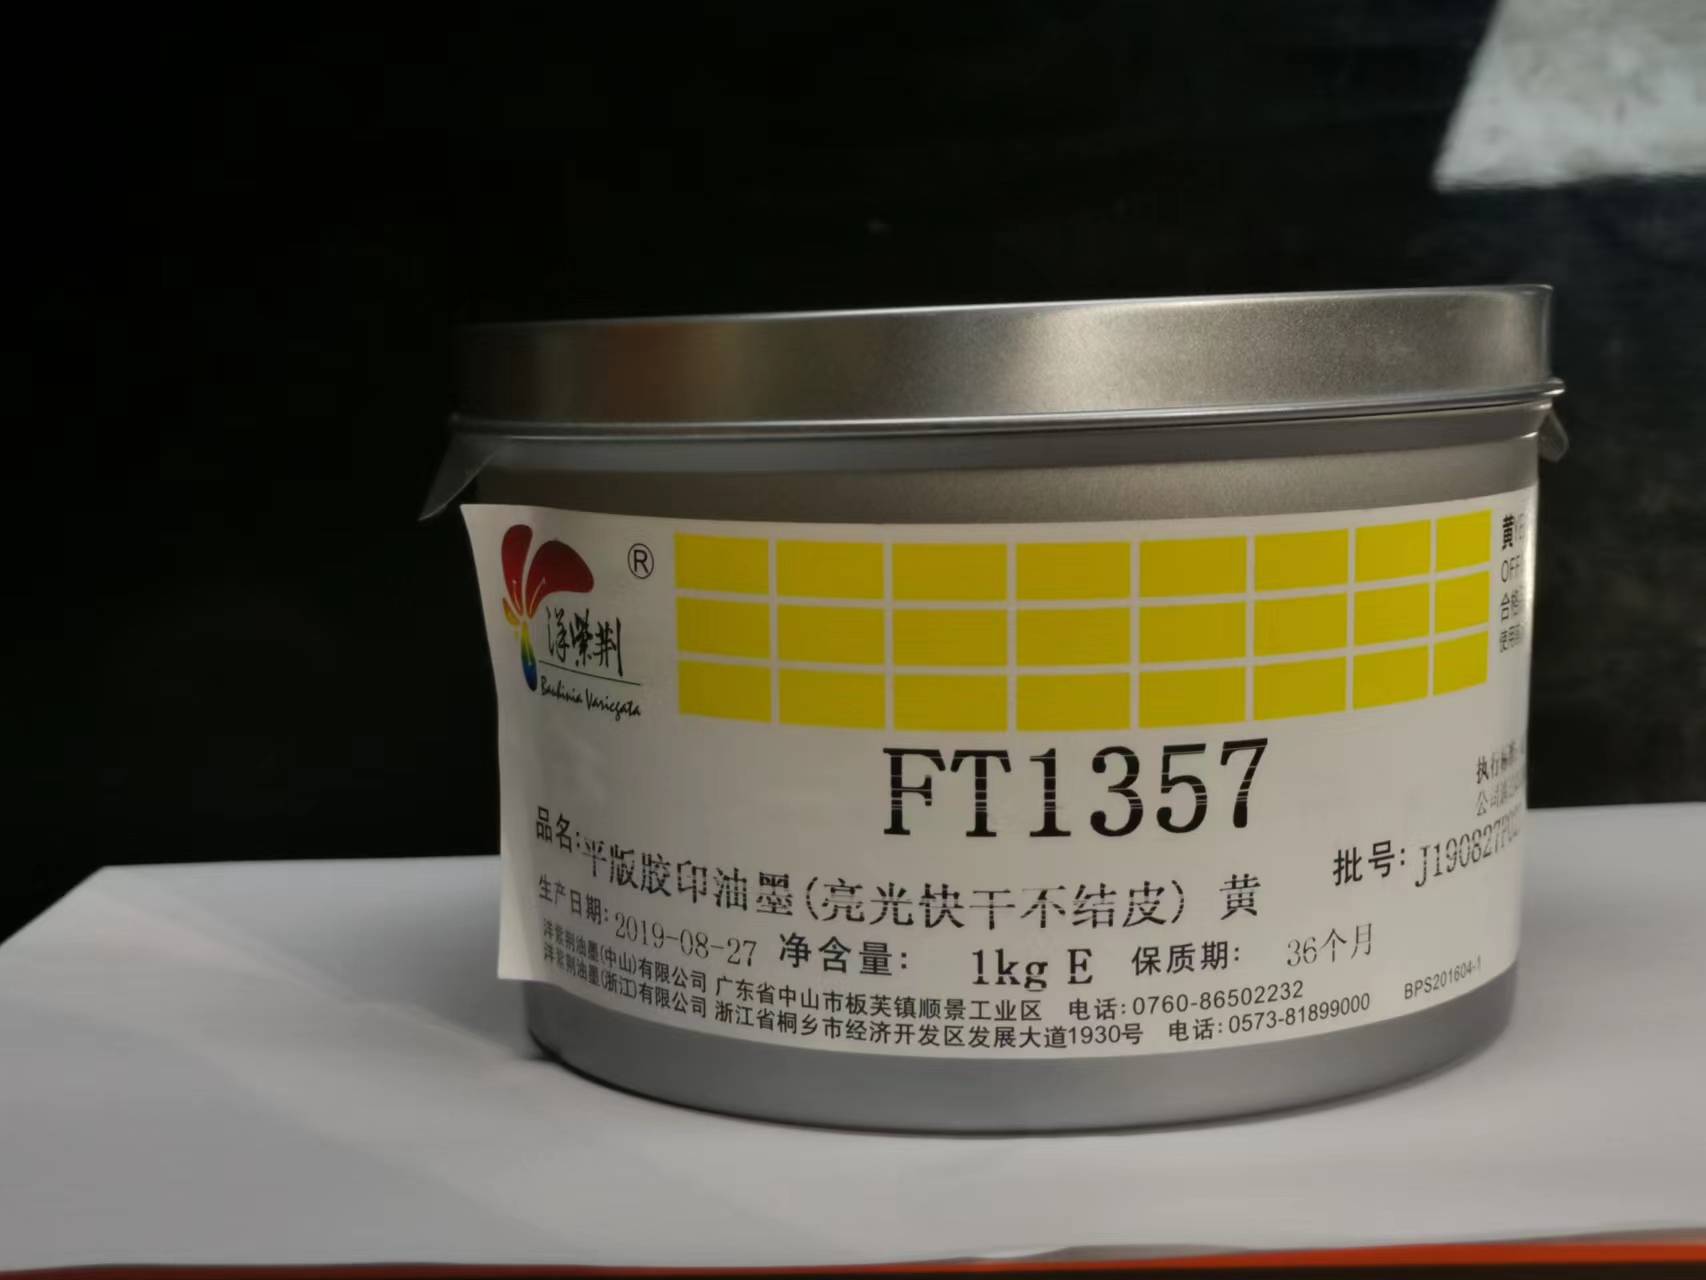 ®
洋紫荆
Bauhinia Variegata
黄YE
OFF
合格
使用
FT1357
执行标准:
公司
品名:平版胶印油墨(亮光快干不结皮) 黄
批号: J190827P
生产日期: 2019-08-27 净含量: 1kg E 保质期: 36个月
洋紫荆油墨(中山)有限公司 广东省中山市板芙镇顺景工业区 电话:0760-86502232
洋紫荆油墨(浙江)有限公司 浙江省桐乡市经济开发区发展大道1930号 电话:0573-81899000
BPS201604-1